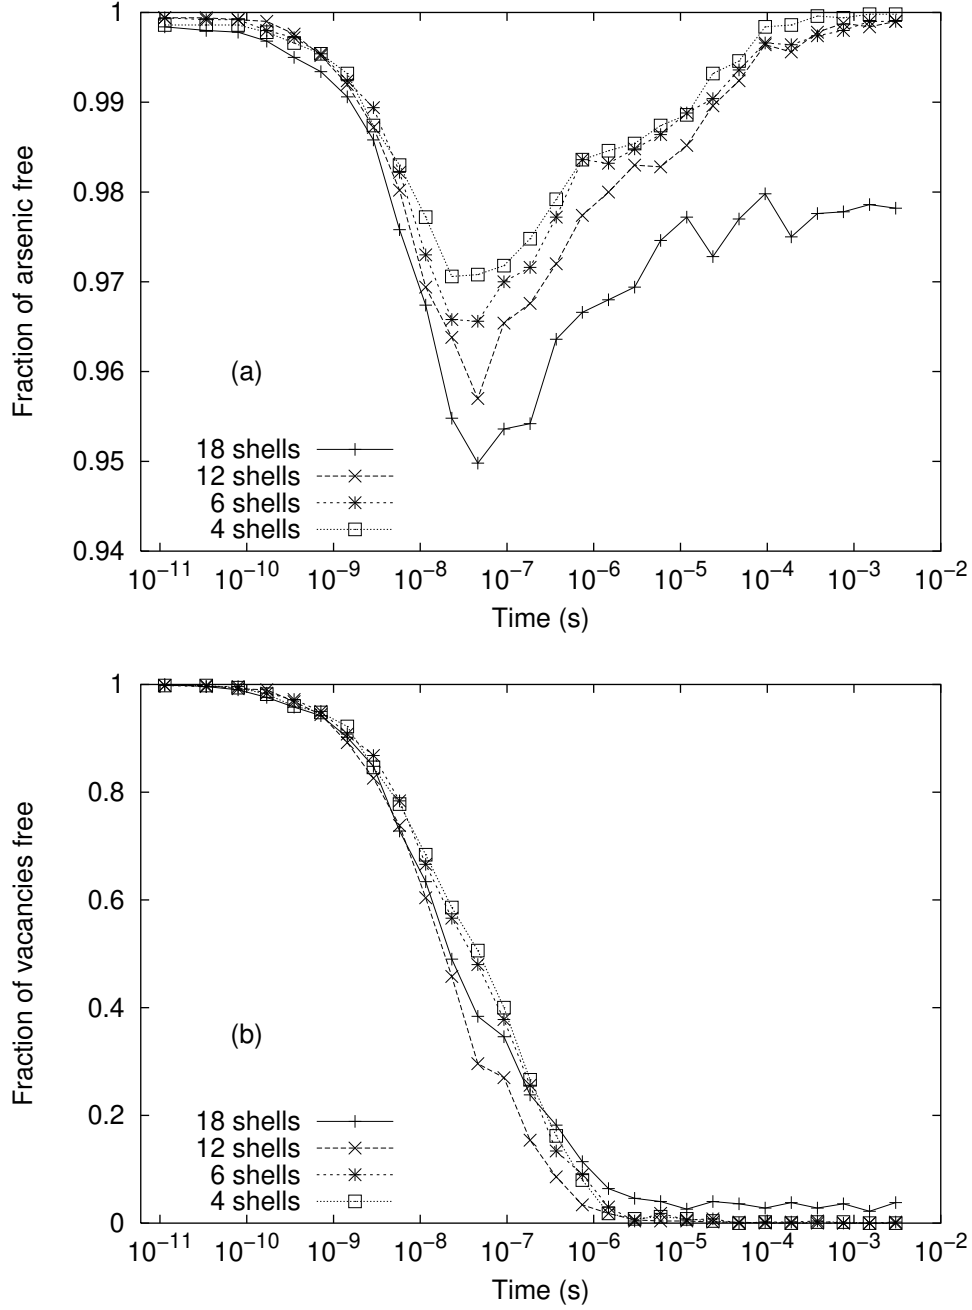 1
0.99
0.98
0.97
0.96
0.95
0.94
Fraction of arsenic free
(a)
18 shells
12 shells
6 shells
4 shells
10⁻¹¹ 10⁻¹⁰ 10⁻⁹ 10⁻⁸ 10⁻⁷ 10⁻⁶ 10⁻⁵ 10⁻⁴ 10⁻³ 10⁻²
Time (s)
1
0.8
0.6
0.4
0.2
0
Fraction of vacancies free
(b)
18 shells
12 shells
6 shells
4 shells
10⁻¹¹ 10⁻¹⁰ 10⁻⁹ 10⁻⁸ 10⁻⁷ 10⁻⁶ 10⁻⁵ 10⁻⁴ 10⁻³ 10⁻²
Time (s)